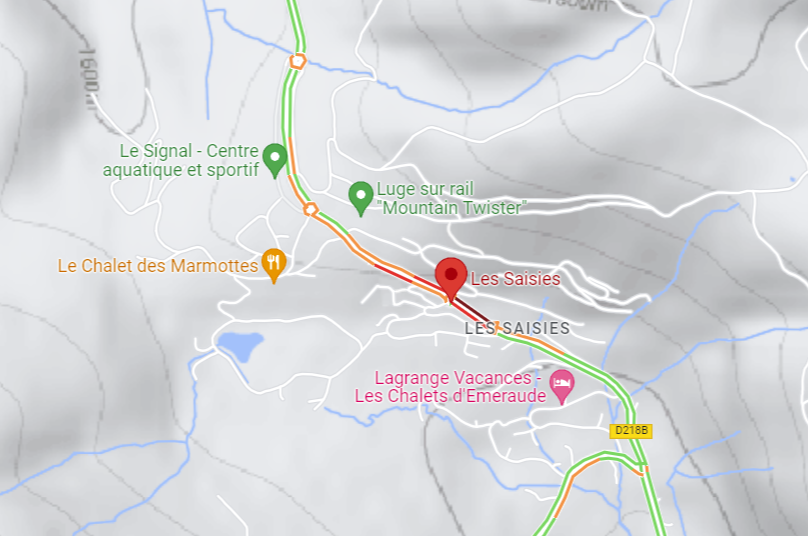 1600 m
Le Signal - Centre
aquatique et sportif
Luge sur rail
"Mountain Twister"
Le Chalet des Marmottes
Les Saisies
LES SAISIES
Lagrange Vacances -
Les Chalets d'Emeraude
D218B